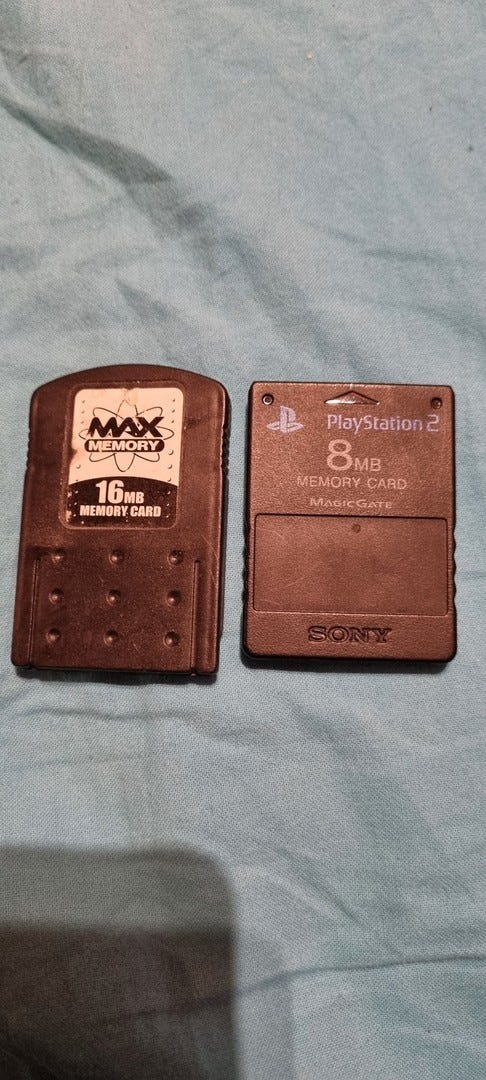 MAX
MEMORY
16MB
MEMORY CARD
PlayStation 2
8MB
MEMORY CARD
MAGICGATE
SONY